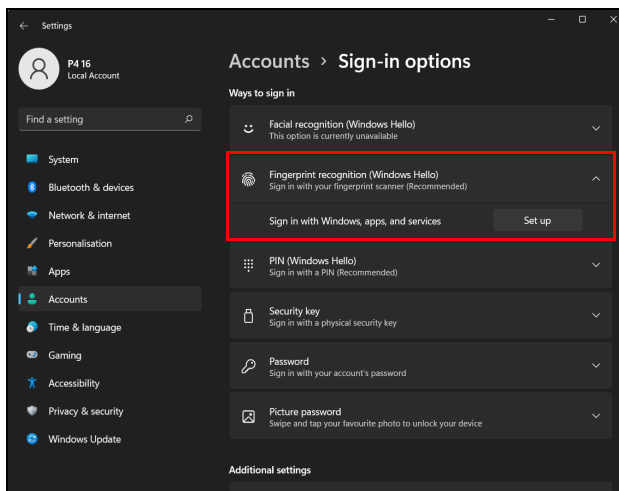 Settings
P4 16
Local Account
Find a setting
System
Bluetooth & devices
Network & internet
Personalisation
Apps
Accounts
Time & language
Gaming
Accessibility
Privacy & security
Windows Update
Accounts > Sign-in options
Ways to sign in
Facial recognition (Windows Hello)
This option is currently unavailable
Fingerprint recognition (Windows Hello)
Sign in with your fingerprint scanner (Recommended)
Sign in with Windows, apps, and services Set up
PIN (Windows Hello)
Sign in with a PIN (Recommended)
Security key
Sign in with a physical security key
Password
Sign in with your account's password
Picture password
Swipe and tap your favourite photo to unlock your device
Additional settings